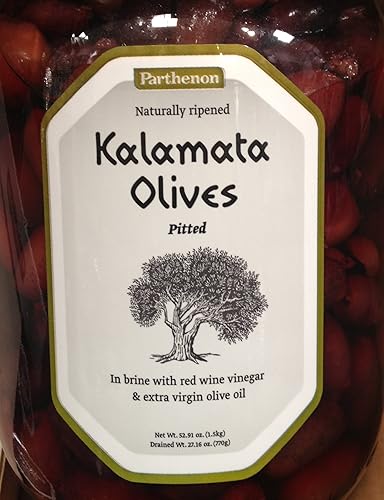 Parthenon
Naturally ripened
Kalamata
Olives
Pitted
In brine with red wine vinegar
& extra virgin olive oil
Net Wt. 52.91 oz. (1.5kg)
Drained Wt. 27.16 oz. (770g)